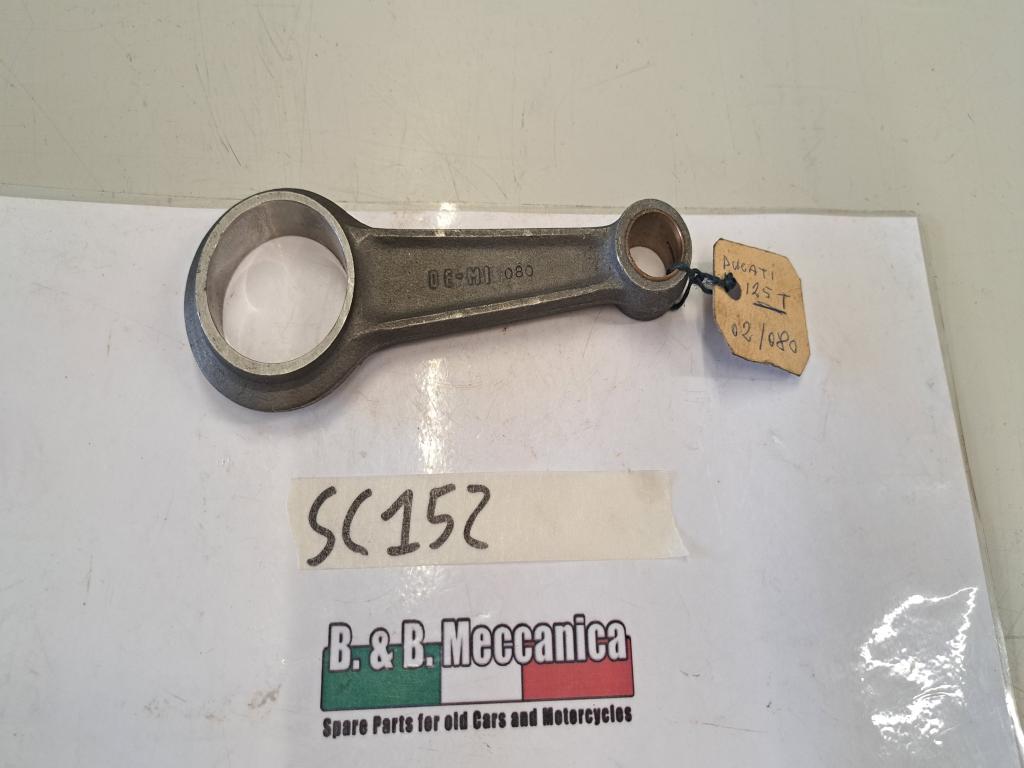 DE-MI 080
DUCATI
125 T
02/080
SC152
B. & B. Meccanica
Spare Parts for old Cars and Motorcycles